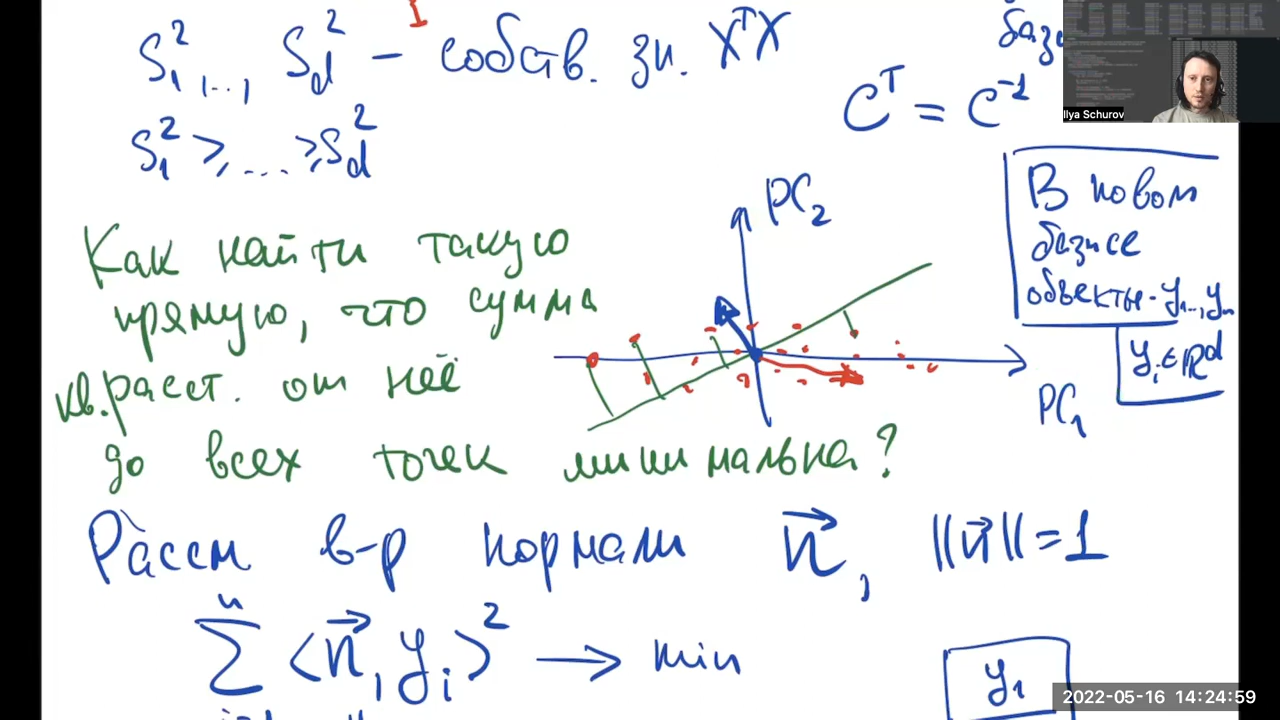 I
S₁², ..., S_d² – собств. зн. XᵀX
S₁² ≥ ... ≥ S_d²
Cᵀ = C⁻¹
Ilya Schurov
В новом
базисе
объекты - y₁...,yₙ
yᵢ ∈ ℝᵈ
PC₂
PC₁
Как найти такую
прямую, что сумма
кв. расст. от неё
до всех точек минимальна?
Рассм в-р нормали n⃗, ||n⃗||=1
n
∑ <n⃗, yᵢ>² → min
y₁
2022-05-16 14:24:59